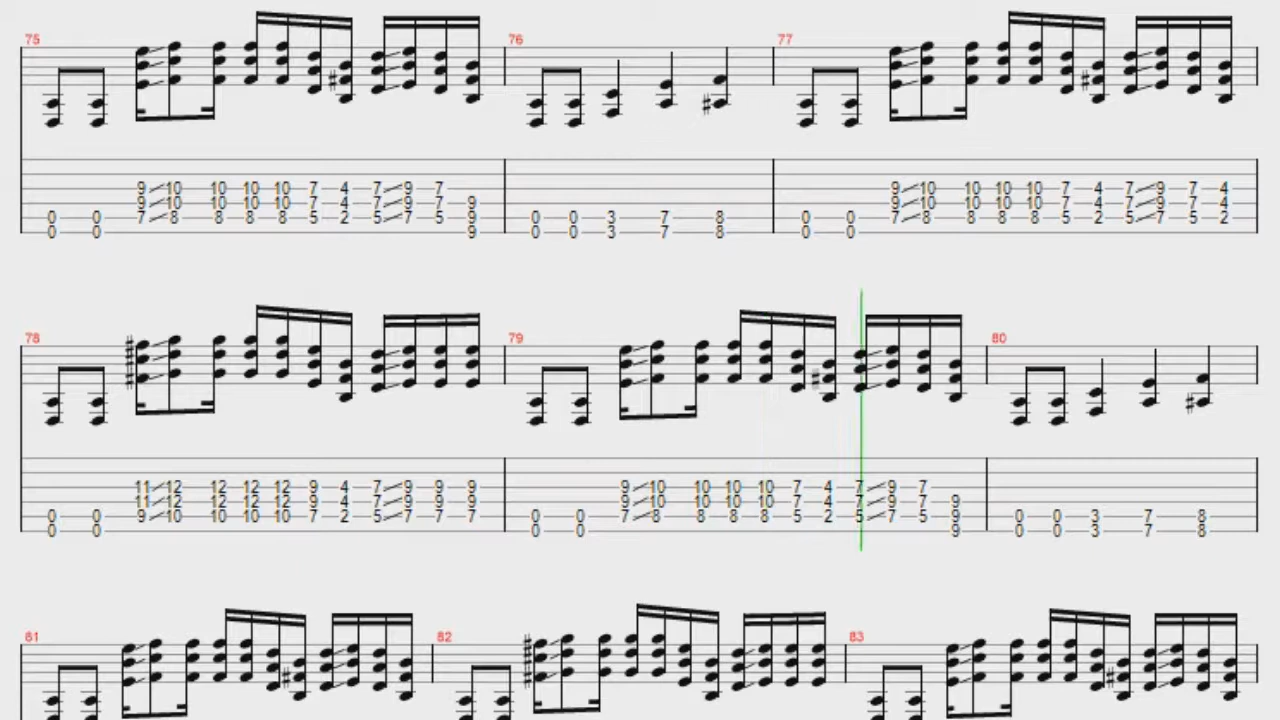 75 76 77
9 10 10 10 10 7 4 7 9 7 9 10 10 10 10 7 4 7 9 7 4
9 10 10 10 10 7 4 7 9 7 9 9 10 10 10 10 7 4 7 9 7 4
0 0 7 8 8 8 8 5 2 5 7 5 9 0 0 3 7 8 0 0 7 8 8 8 8 5 2 5 7 5 2
0 0 9 0 0 3 7 8 0 0
78 79 80
11 12 12 12 12 9 4 7 9 9 9 9 10 10 10 10 7 4 7 9 7
11 12 12 12 12 9 4 7 9 9 9 9 10 10 10 10 7 4 7 9 7 9
0 0 9 10 10 10 10 7 2 5 7 7 7 0 0 7 8 8 8 8 5 2 5 7 5 9 0 0 3 7 8
0 0 0 0 9 0 0 3 7 8
81 82 83